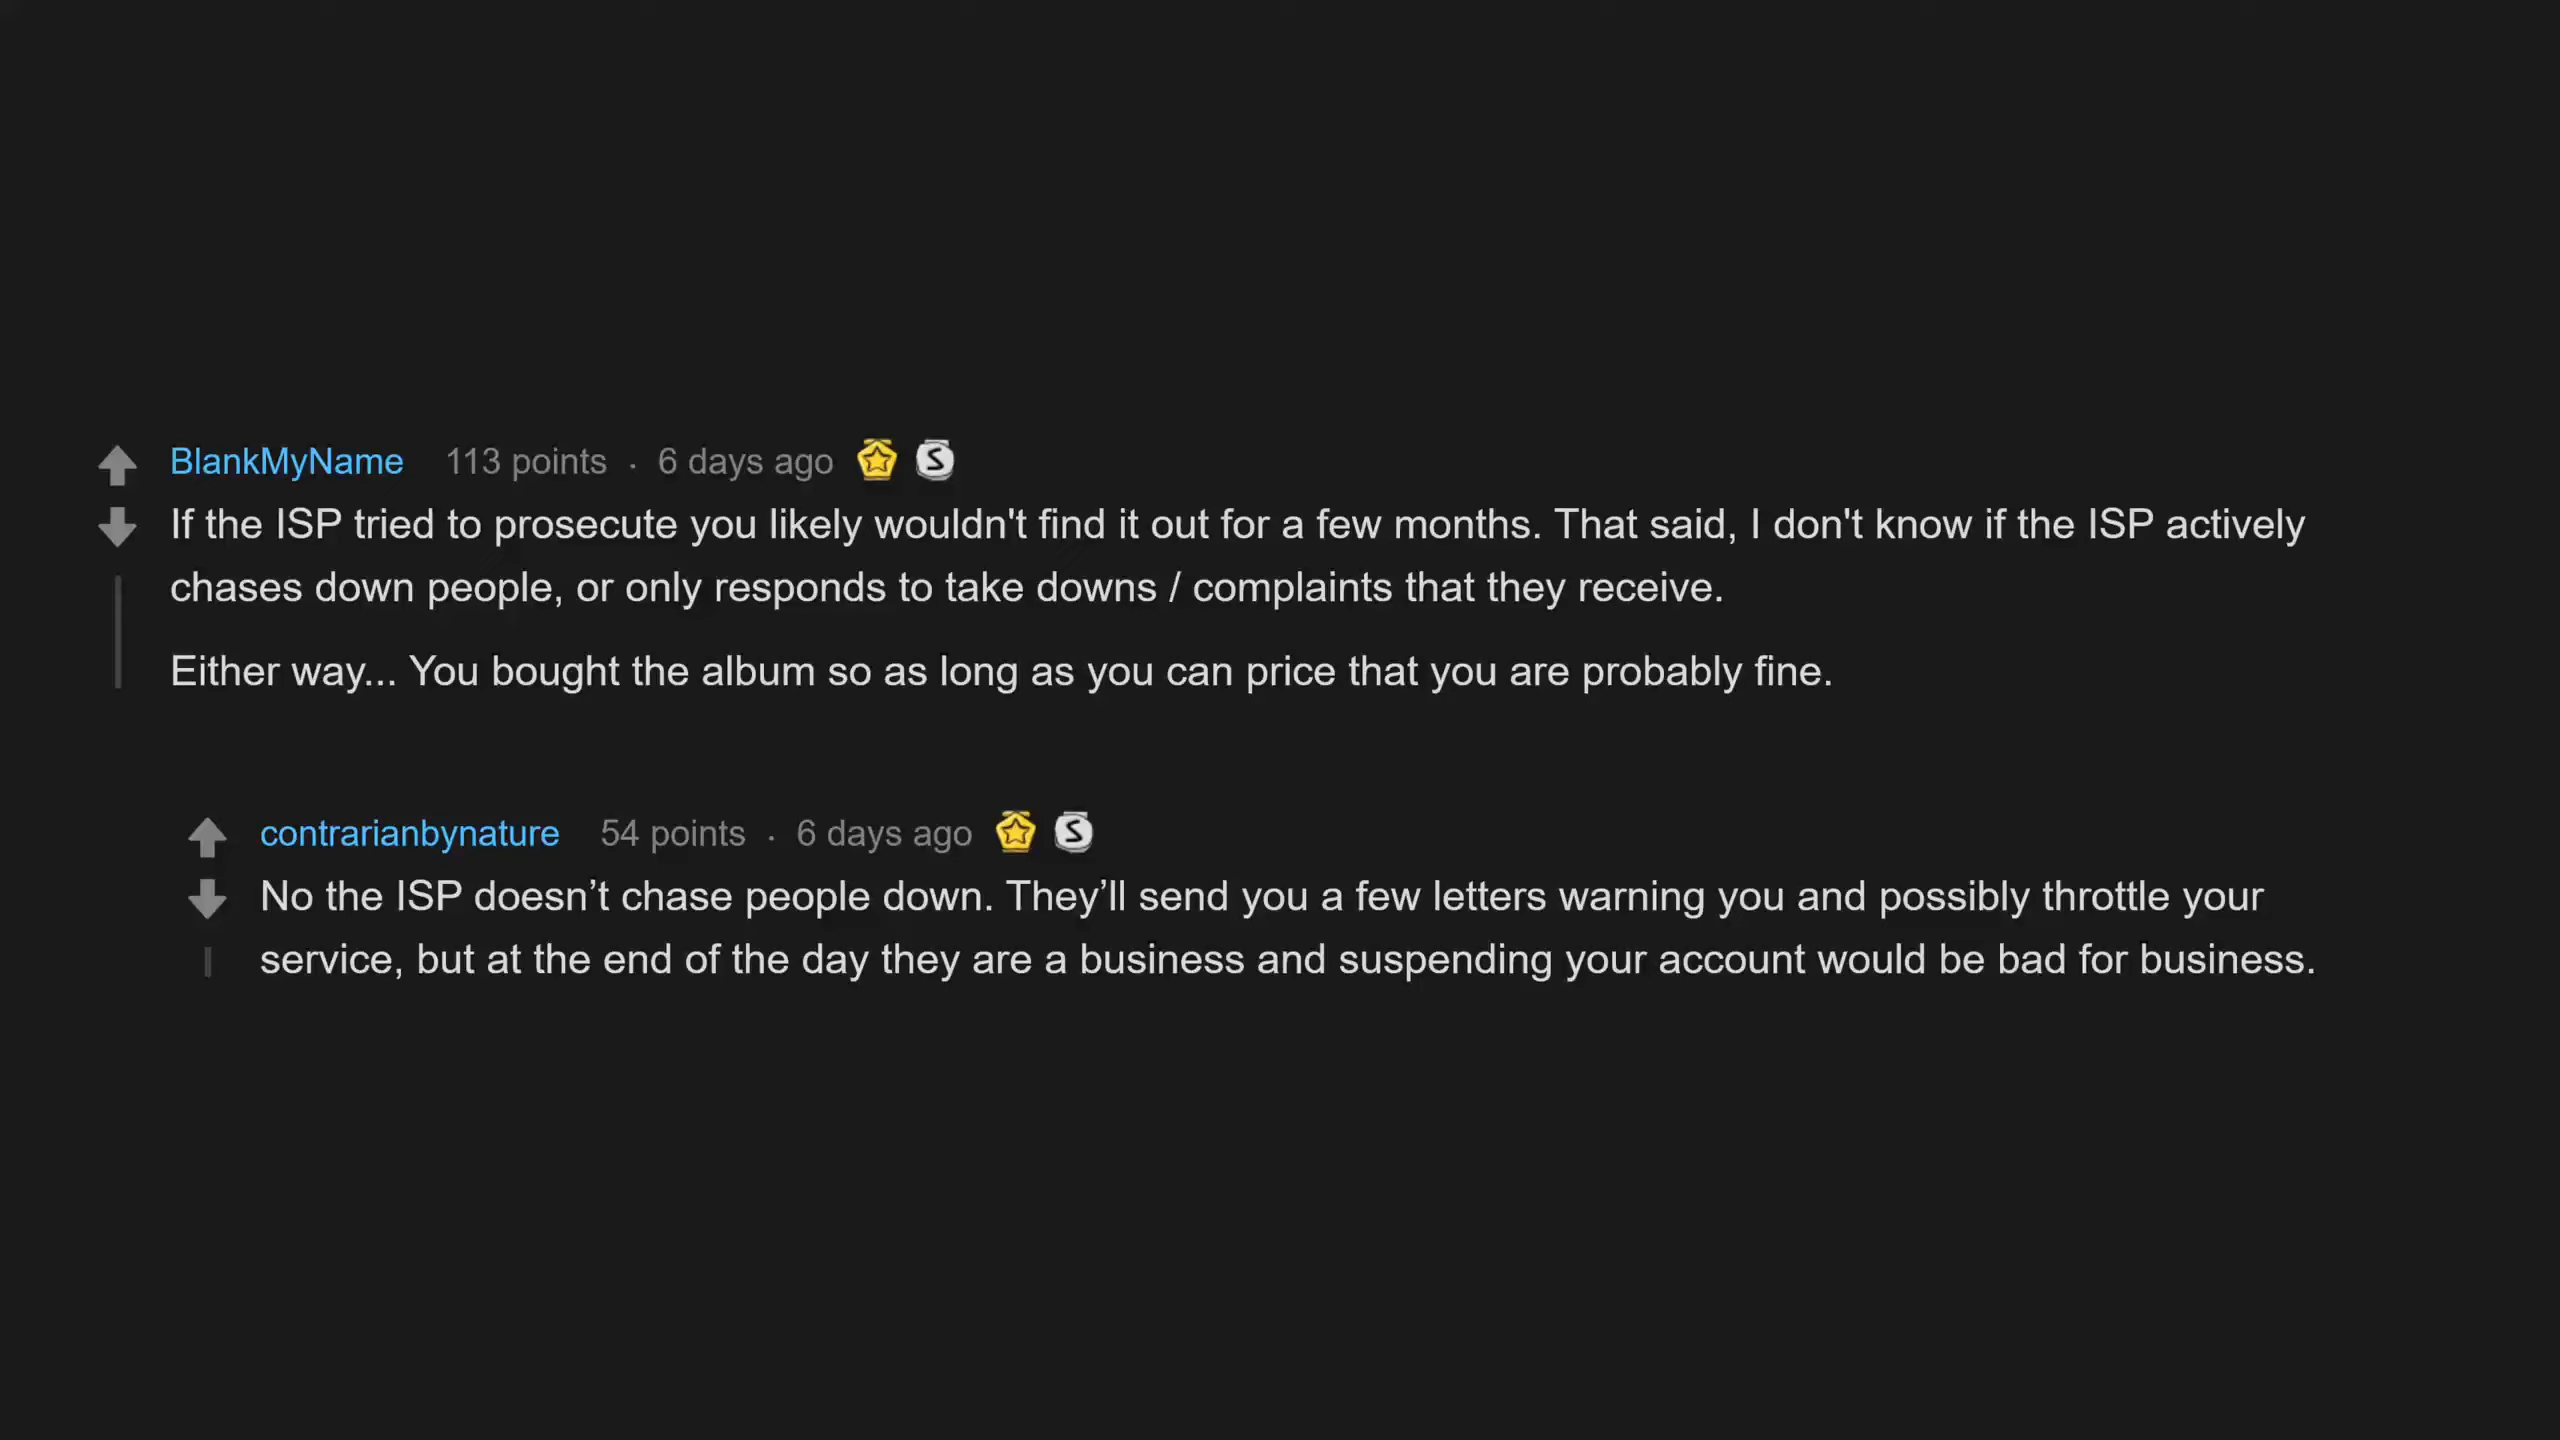 BlankMyName 113 points · 6 days ago
If the ISP tried to prosecute you likely wouldn't find it out for a few months. That said, I don't know if the ISP actively
chases down people, or only responds to take downs / complaints that they receive.
Either way... You bought the album so as long as you can price that you are probably fine.
contrarianbynature 54 points · 6 days ago
No the ISP doesn’t chase people down. They’ll send you a few letters warning you and possibly throttle your
service, but at the end of the day they are a business and suspending your account would be bad for business.